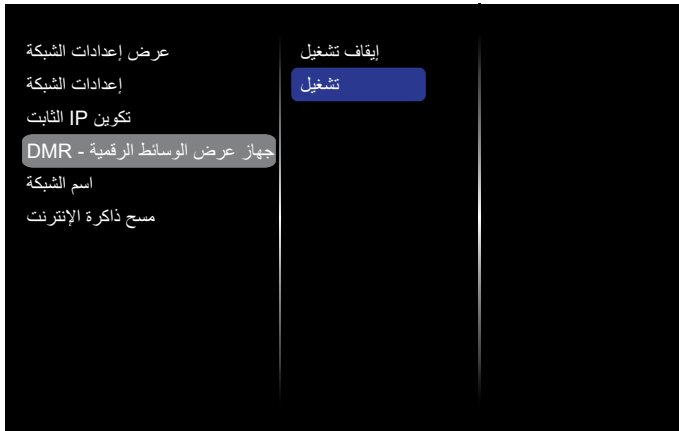 عرض إعدادات الشبكة
إعدادات الشبكة
تكوين IP الثابت
جهاز عرض الوسائط الرقمية - DMR
اسم الشبكة
مسح ذاكرة الإنترنت
إيقاف تشغيل
تشغيل